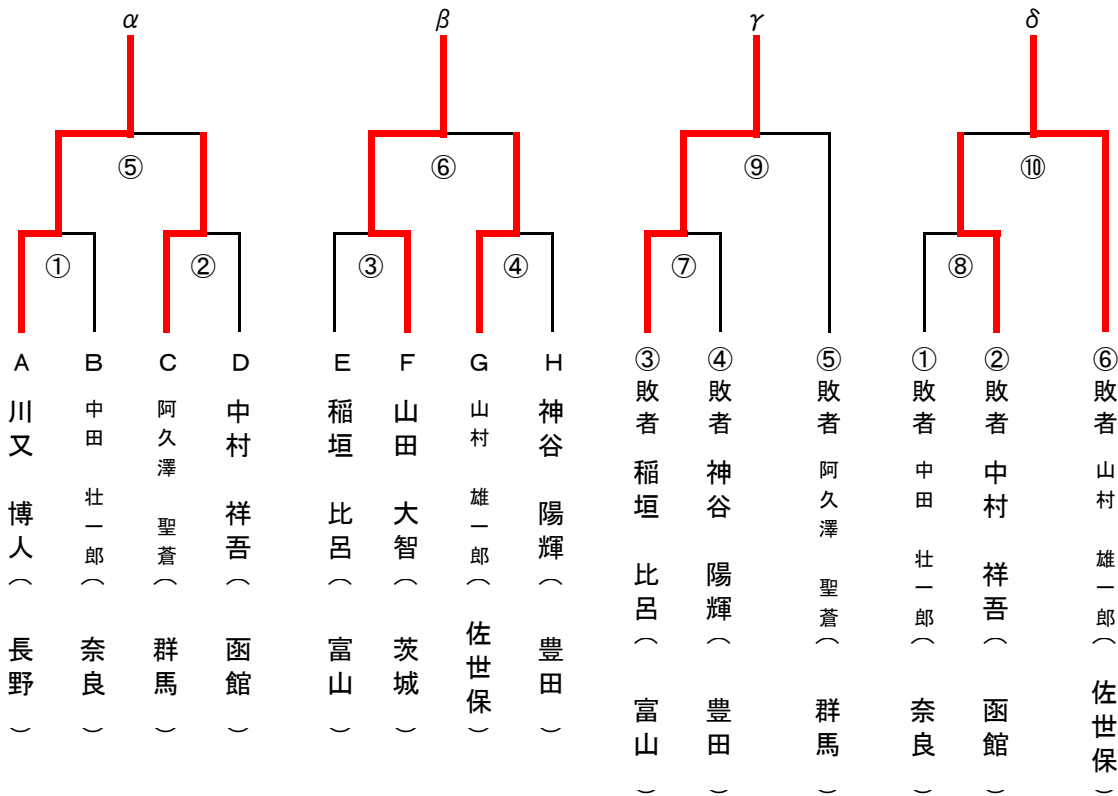 α β γ δ
⑤ ⑥ ⑨ ⑩
① ② ③ ④ ⑦ ⑧
A 川又 博人(長野)
B 中田 壮一郎(奈良)
C 阿久澤 聖蒼(群馬)
D 中村 祥吾(函館)
E 稲垣 比呂(富山)
F 山田 大智(茨城)
G 山村 雄一郎(佐世保)
H 神谷 陽輝(豊田)
③敗者 稲垣 比呂(富山)
④敗者 神谷 陽輝(豊田)
⑤敗者 阿久澤 聖蒼(群馬)
①敗者 中田 壮一郎(奈良)
②敗者 中村 祥吾(函館)
⑥敗者 山村 雄一郎(佐世保)